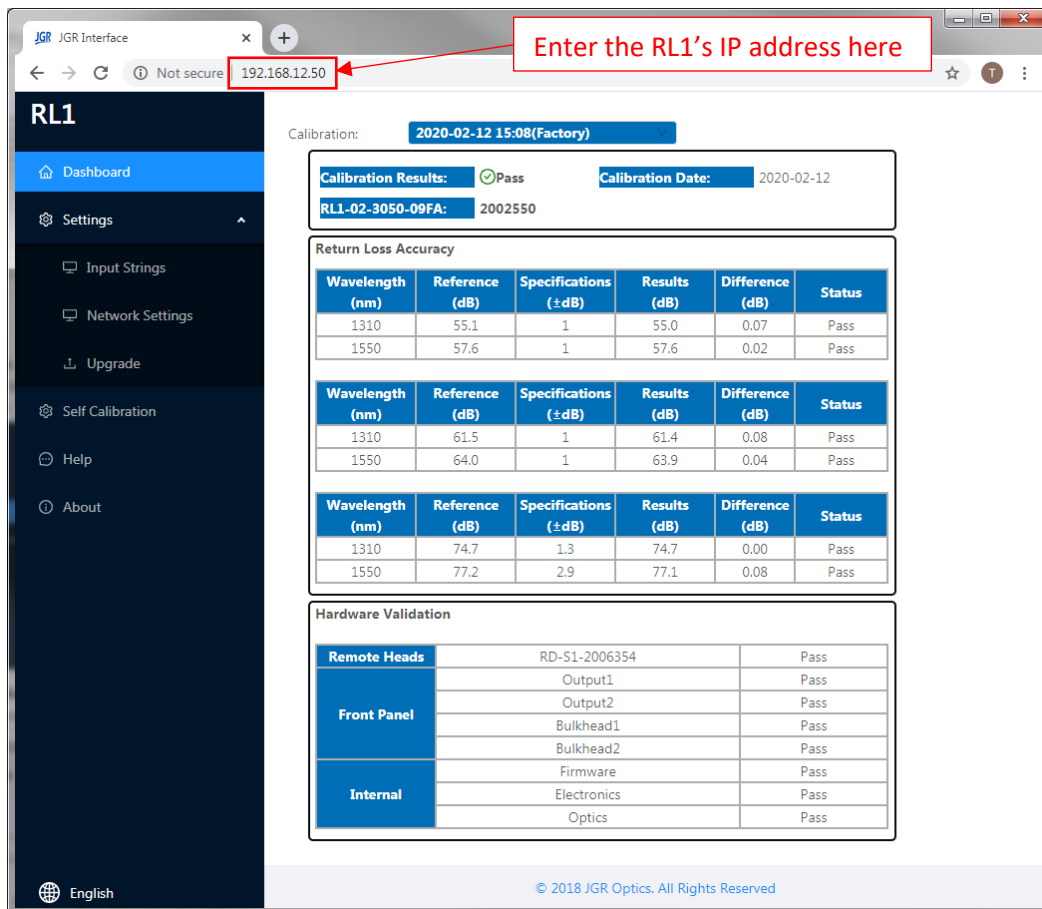 JGR JGR Interface × +
Enter the RL1's IP address here
Not secure 192.168.12.50 T
RL1
Calibration: 2020-02-12 15:08(Factory)
Dashboard
Settings
Input Strings
Network Settings
Upgrade
Self Calibration
Help
About
English
Calibration Results: Pass Calibration Date: 2020-02-12
RL1-02-3050-09FA: 2002550
Return Loss Accuracy
Wavelength (nm) Reference (dB) Specifications (±dB) Results (dB) Difference (dB) Status
1310 55.1 1 55.0 0.07 Pass
1550 57.6 1 57.6 0.02 Pass
Wavelength (nm) Reference (dB) Specifications (±dB) Results (dB) Difference (dB) Status
1310 61.5 1 61.4 0.08 Pass
1550 64.0 1 63.9 0.04 Pass
Wavelength (nm) Reference (dB) Specifications (±dB) Results (dB) Difference (dB) Status
1310 74.7 1.3 74.7 0.00 Pass
1550 77.2 2.9 77.1 0.08 Pass
Hardware Validation
Remote Heads RD-S1-2006354 Pass
Front Panel
Output1 Pass
Output2 Pass
Bulkhead1 Pass
Bulkhead2 Pass
Internal
Firmware Pass
Electronics Pass
Optics Pass
© 2018 JGR Optics. All Rights Reserved